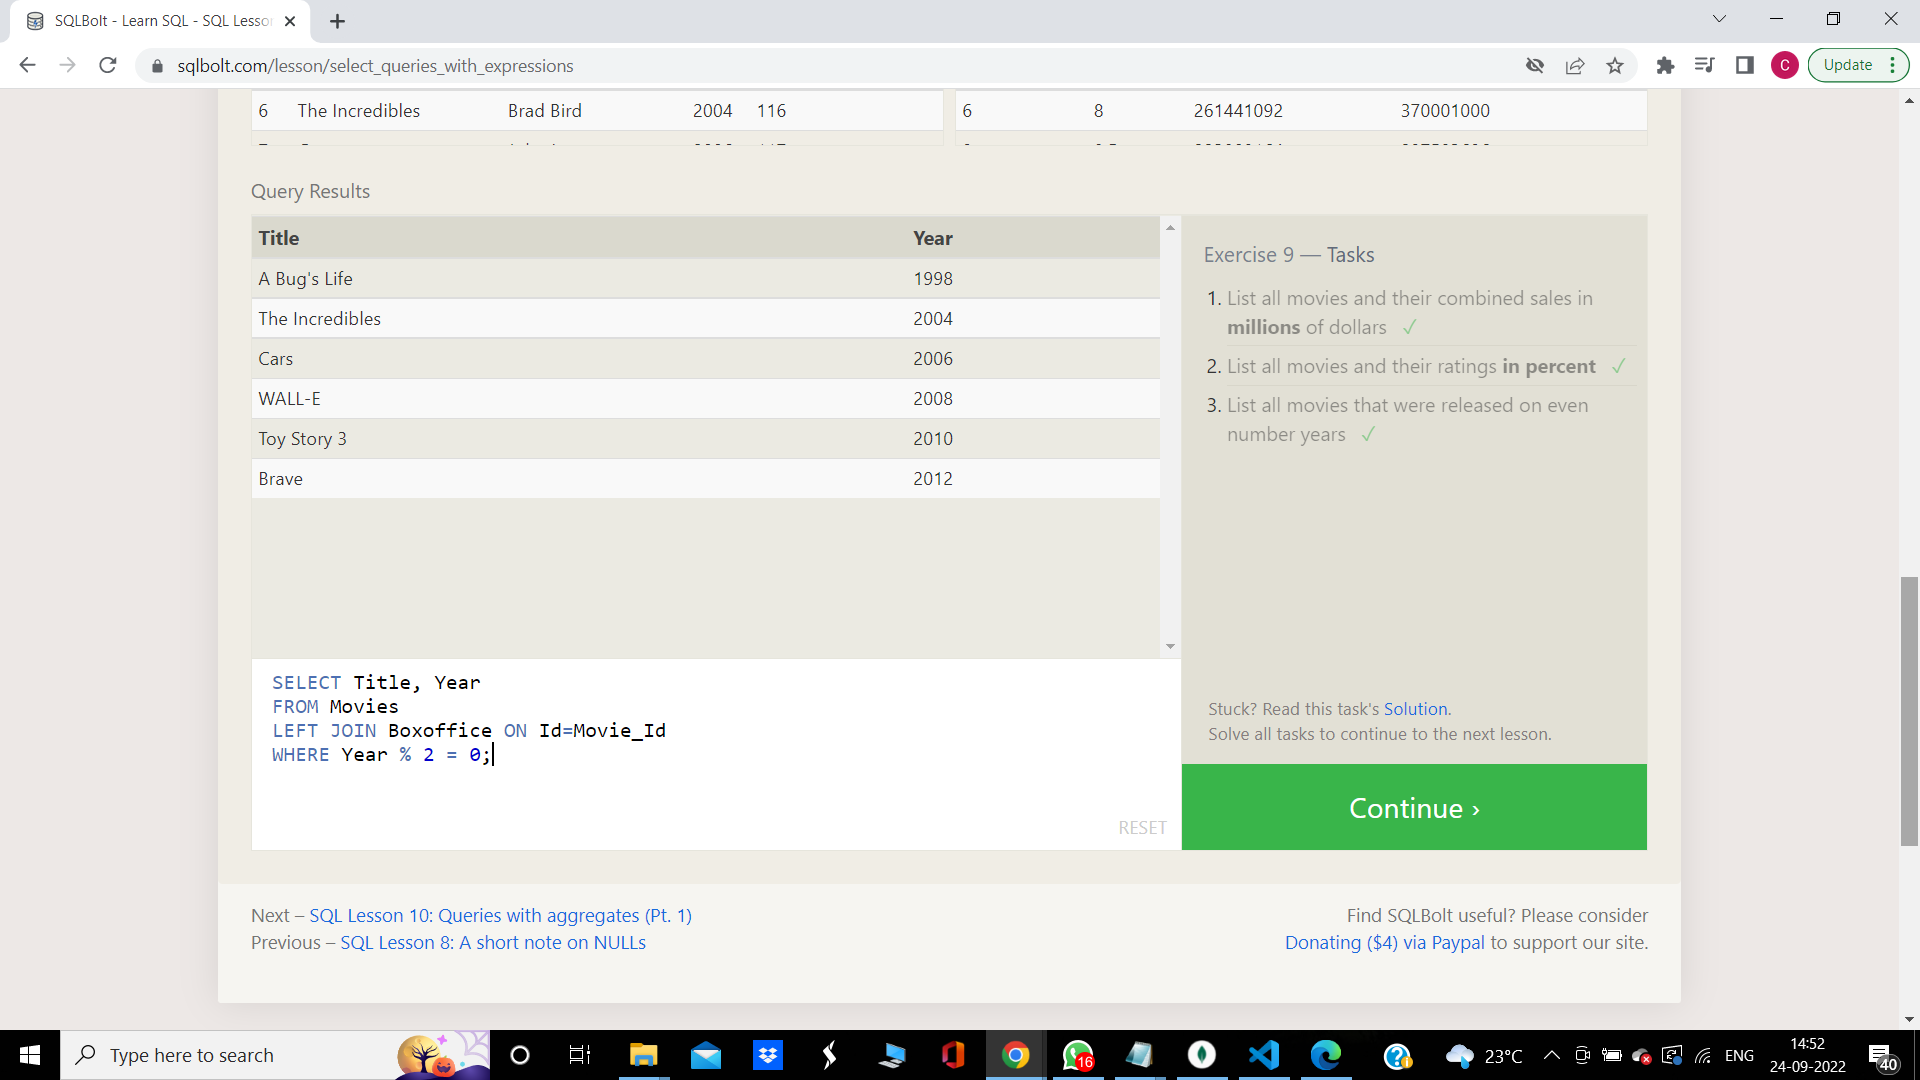 SQLBolt - Learn SQL - SQL Lesso
sqlbolt.com/lesson/select_queries_with_expressions
C
Update
6 The Incredibles Brad Bird 2004 116
6 8 261441092 370001000
Query Results
Title Year
A Bug's Life 1998
The Incredibles 2004
Cars 2006
WALL-E 2008
Toy Story 3 2010
Brave 2012
Exercise 9 — Tasks
1. List all movies and their combined sales in
millions of dollars ✓
2. List all movies and their ratings in percent ✓
3. List all movies that were released on even
number years ✓
SELECT Title, Year
FROM Movies
LEFT JOIN Boxoffice ON Id=Movie_Id
WHERE Year % 2 = 0;
RESET
Stuck? Read this task's Solution.
Solve all tasks to continue to the next lesson.
Continue ›
Next – SQL Lesson 10: Queries with aggregates (Pt. 1)
Previous – SQL Lesson 8: A short note on NULLs
Find SQLBolt useful? Please consider
Donating ($4) via Paypal to support our site.
Type here to search
16
23°C
ENG
14:52
24-09-2022
40